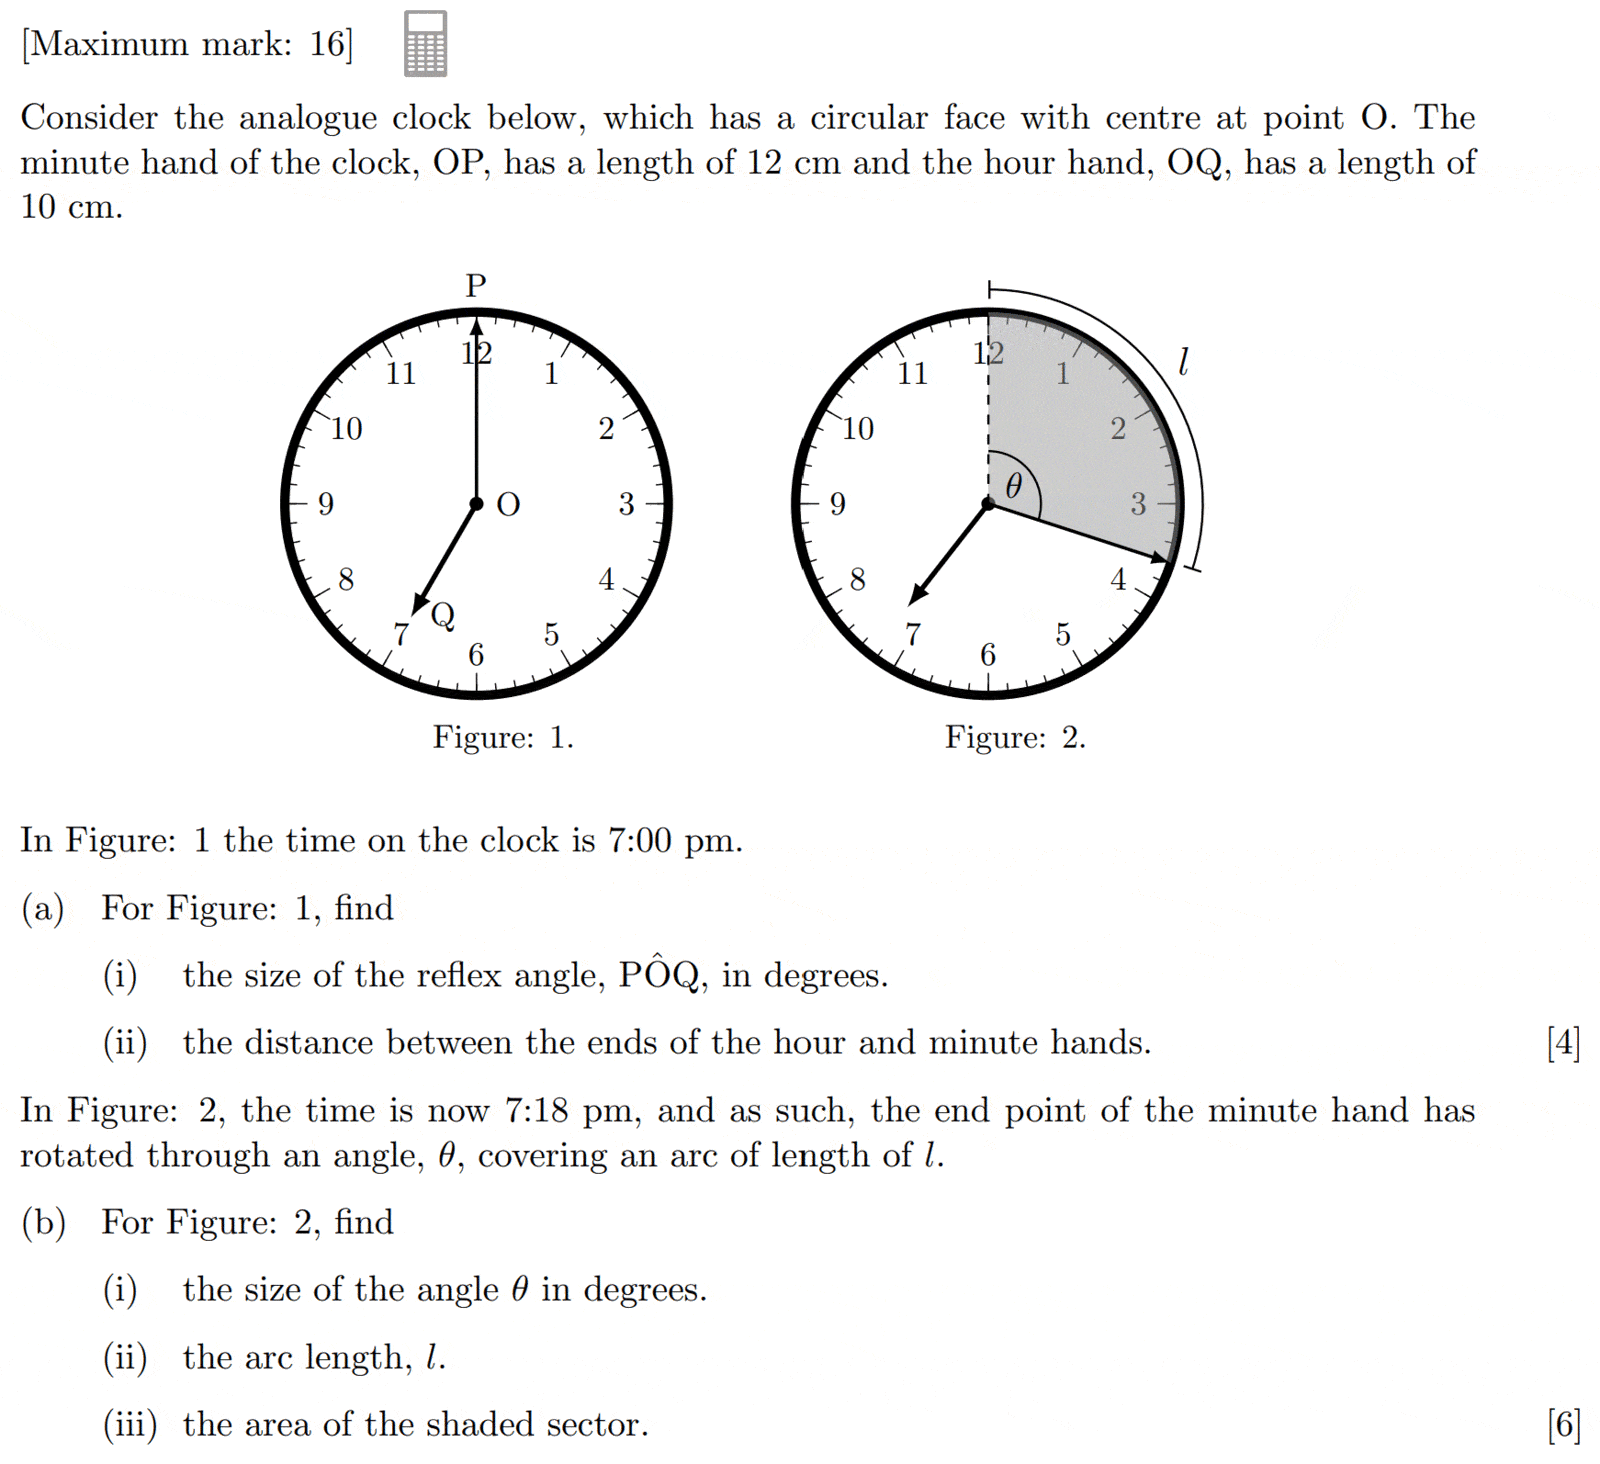 [Maximum mark: 16]
Consider the analogue clock below, which has a circular face with centre at point O. The
minute hand of the clock, OP, has a length of 12 cm and the hour hand, OQ, has a length of
10 cm.
P
12
1
2
3
4
5
6
7
8
9
10
11
O
Q
Figure: 1.
12
1
2
3
4
5
6
7
8
9
10
11
θ
l
Figure: 2.
In Figure: 1 the time on the clock is 7:00 pm.
(a) For Figure: 1, find
(i) the size of the reflex angle, PÔQ, in degrees.
(ii) the distance between the ends of the hour and minute hands. [4]
In Figure: 2, the time is now 7:18 pm, and as such, the end point of the minute hand has
rotated through an angle, θ, covering an arc of length of l.
(b) For Figure: 2, find
(i) the size of the angle θ in degrees.
(ii) the arc length, l.
(iii) the area of the shaded sector. [6]